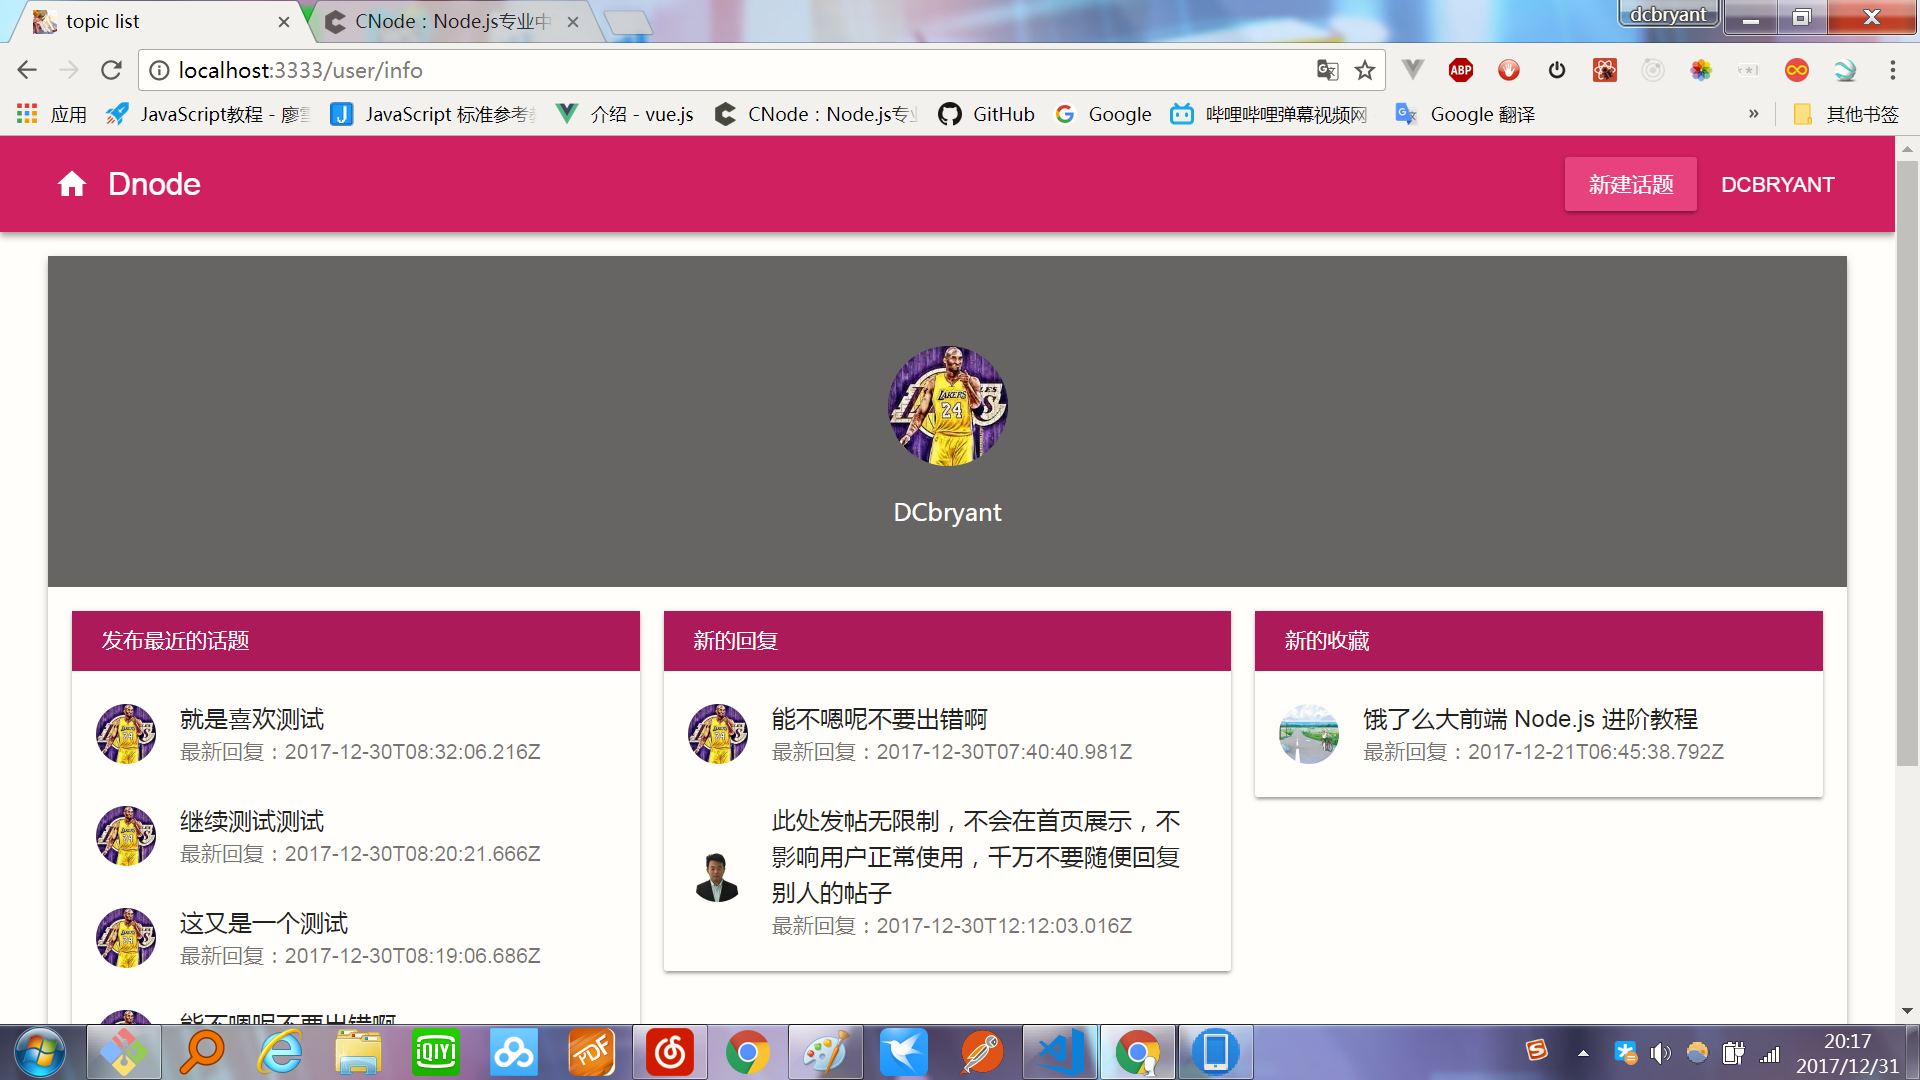 topic list
CNode：Node.js专业中
dcbryant
localhost:3333/user/info
应用
JavaScript教程 - 廖雪
JavaScript 标准参考教
介绍 - vue.js
CNode：Node.js专业
GitHub
Google
哔哩哔哩弹幕视频网
Google 翻译
»
其他书签
Dnode
新建话题
DCBRYANT
DCbryant
发布最近的话题
就是喜欢测试
最新回复：2017-12-30T08:32:06.216Z
继续测试测试
最新回复：2017-12-30T08:20:21.666Z
这又是一个测试
最新回复：2017-12-30T08:19:06.686Z
能不嗯呢不要出错啊
新的回复
能不嗯呢不要出错啊
最新回复：2017-12-30T07:40:40.981Z
此处发帖无限制，不会在首页展示，不
影响用户正常使用，千万不要随便回复
别人的帖子
最新回复：2017-12-30T12:12:03.016Z
新的收藏
饿了么大前端 Node.js 进阶教程
最新回复：2017-12-21T06:45:38.792Z
20:17
2017/12/31